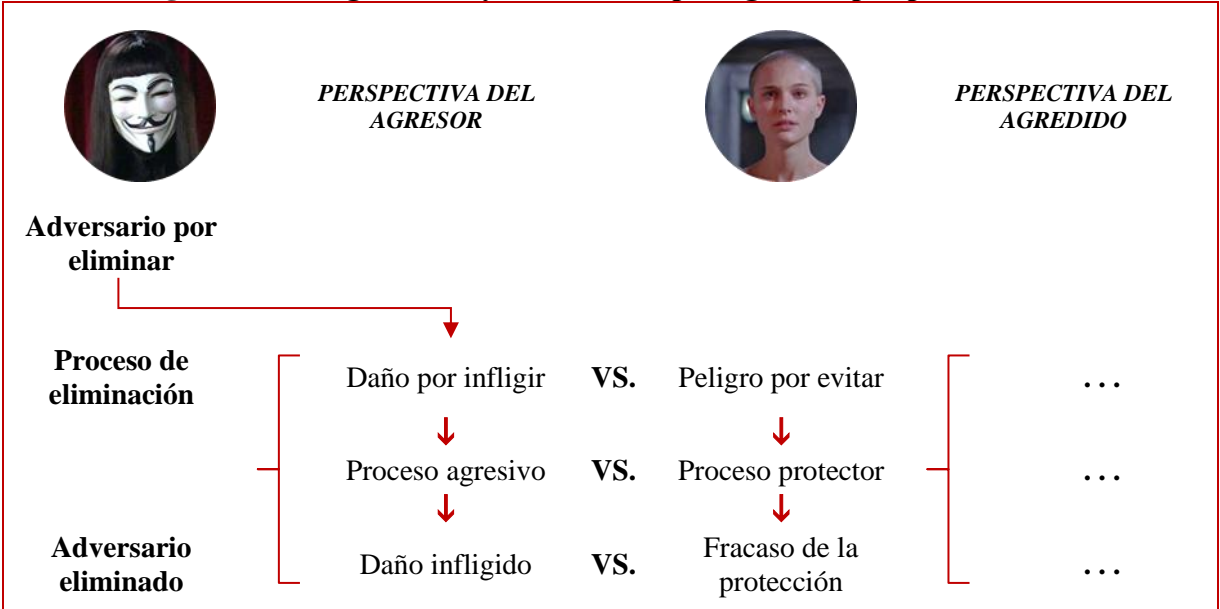 PERSPECTIVA DEL
AGRESOR
PERSPECTIVA DEL
AGREDIDO
Adversario por
eliminar
Proceso de
eliminación
Daño por infligir VS. Peligro por evitar ...
Proceso agresivo VS. Proceso protector ...
Adversario
eliminado
Daño infligido VS. Fracaso de la
protección
...